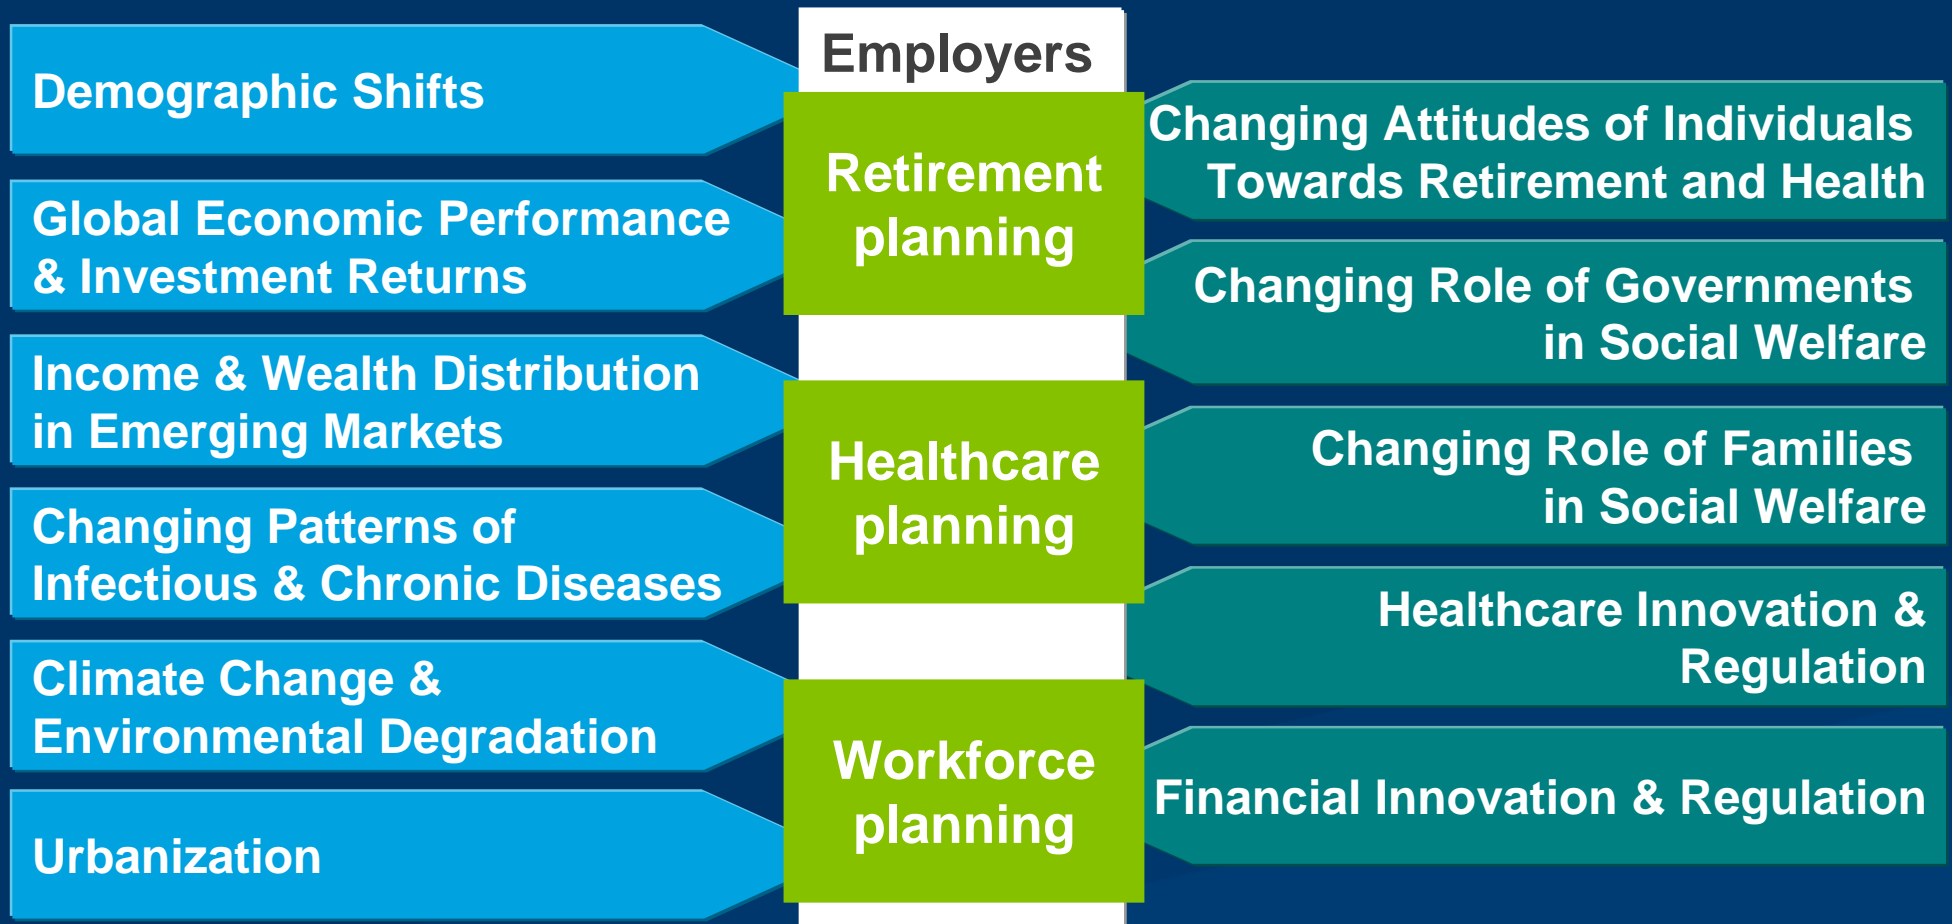 Demographic Shifts
Global Economic Performance
& Investment Returns
Income & Wealth Distribution
in Emerging Markets
Changing Patterns of
Infectious & Chronic Diseases
Climate Change &
Environmental Degradation
Urbanization
Employers
Retirement
planning
Healthcare
planning
Workforce
planning
Changing Attitudes of Individuals
Towards Retirement and Health
Changing Role of Governments
in Social Welfare
Changing Role of Families
in Social Welfare
Healthcare Innovation &
Regulation
Financial Innovation & Regulation